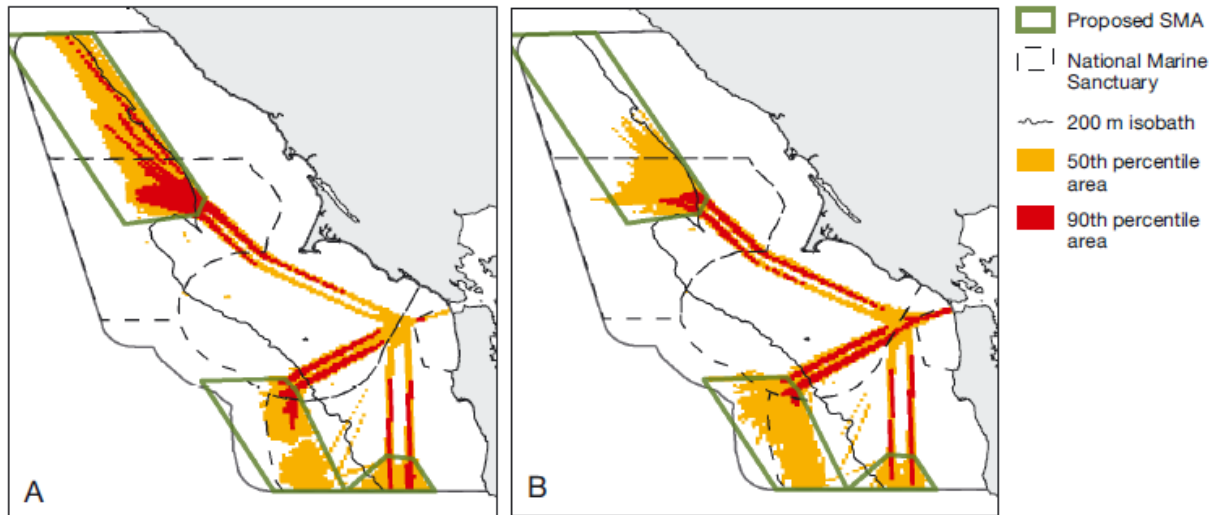 A
B
Proposed SMA
National Marine
Sanctuary
200 m isobath
50th percentile
area
90th percentile
area